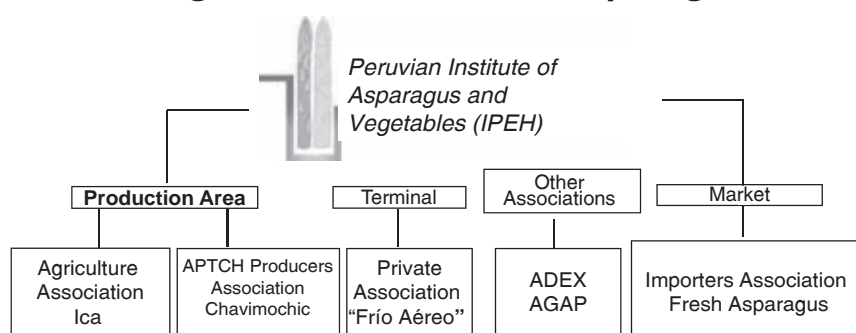 Peruvian Institute of
Asparagus and
Vegetables (IPEH)
Production Area
Terminal
Other
Associations
Market
Agriculture
Association
Ica
APTCH Producers
Association
Chavimochic
Private
Association
“Frío Aéreo”
ADEX
AGAP
Importers Association
Fresh Asparagus